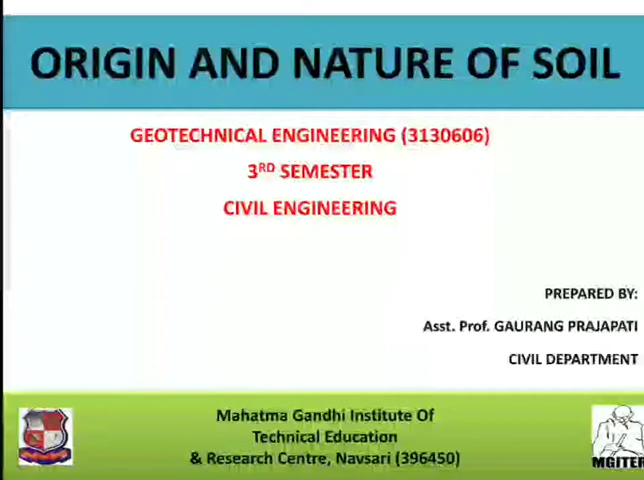 ORIGIN AND NATURE OF SOIL
GEOTECHNICAL ENGINEERING (3130606)
3RD SEMESTER
CIVIL ENGINEERING
PREPARED BY:
Asst. Prof. GAURANG PRAJAPATI
CIVIL DEPARTMENT
Mahatma Gandhi Institute Of
Technical Education
& Research Centre, Navsari (396450)
MGITER